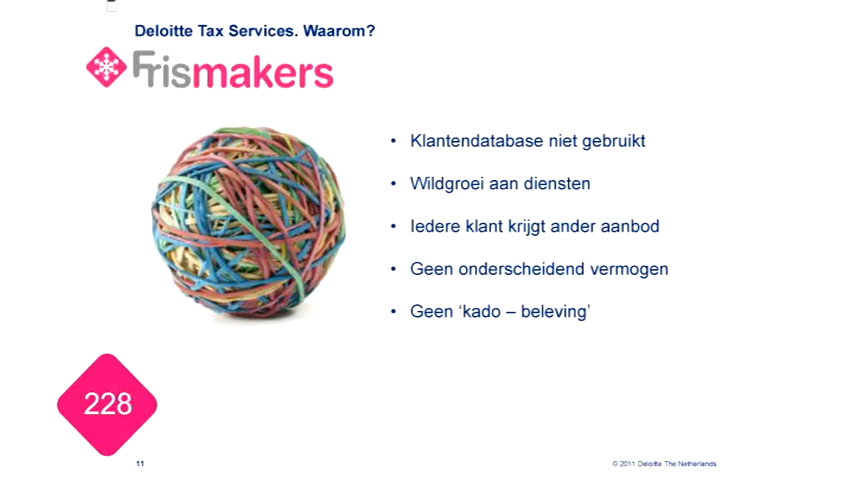 Deloitte Tax Services. Waarom?
Frismakers
• Klantendatabase niet gebruikt
• Wildgroei aan diensten
• Iedere klant krijgt ander aanbod
• Geen onderscheidend vermogen
• Geen ‘kado – beleving’
228
11
© 2011 Deloitte The Netherlands